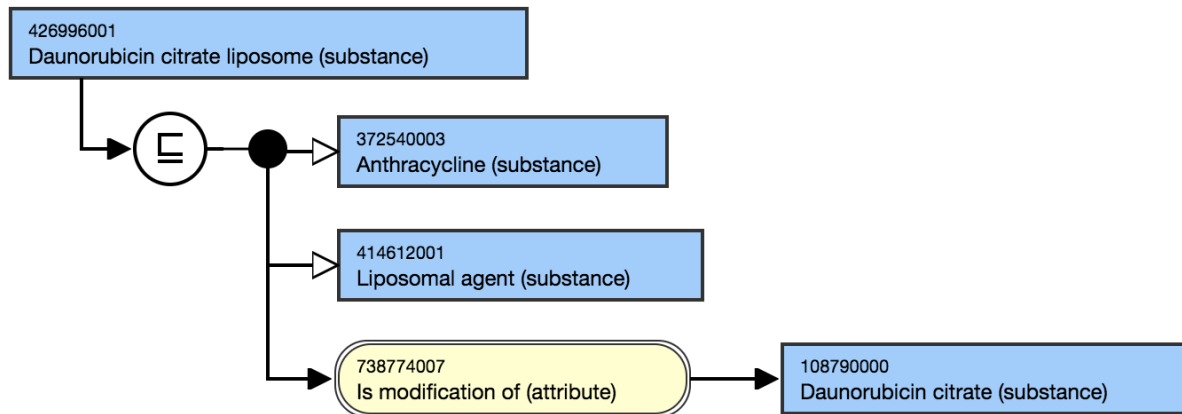 426996001
Daunorubicin citrate liposome (substance)
⊑
372540003
Anthracycline (substance)
414612001
Liposomal agent (substance)
738774007
Is modification of (attribute)
108790000
Daunorubicin citrate (substance)